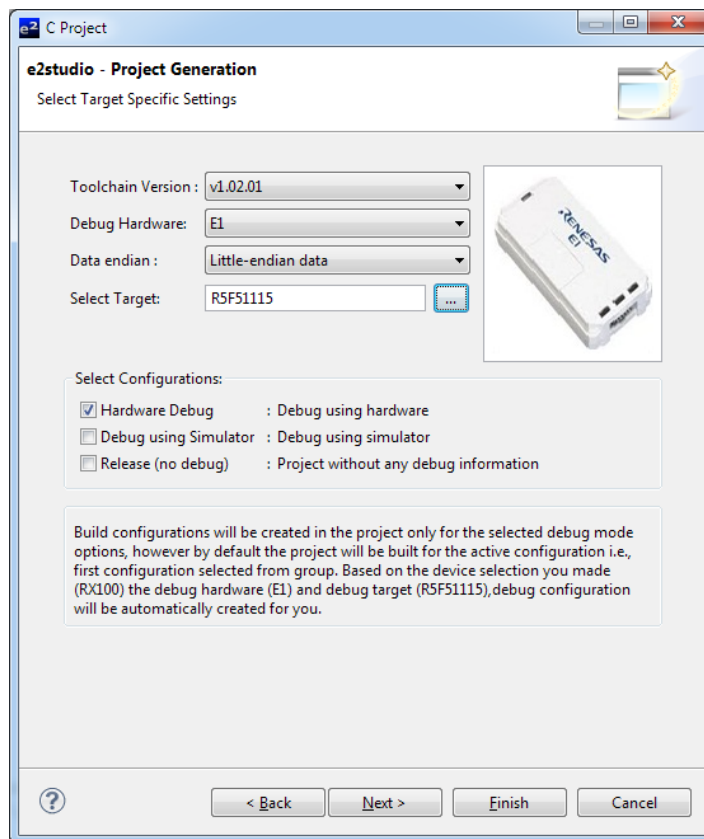 e² C Project
e2studio - Project Generation
Select Target Specific Settings
Toolchain Version : v1.02.01
Debug Hardware: E1
Data endian : Little-endian data
Select Target: R5F51115 ...
RENESAS
E1
Select Configurations:
Hardware Debug : Debug using hardware
Debug using Simulator : Debug using simulator
Release (no debug) : Project without any debug information
Build configurations will be created in the project only for the selected debug mode
options, however by default the project will be built for the active configuration i.e.,
first configuration selected from group. Based on the device selection you made
(RX100) the debug hardware (E1) and debug target (R5F51115),debug configuration
will be automatically created for you.
? < Back Next > Finish Cancel